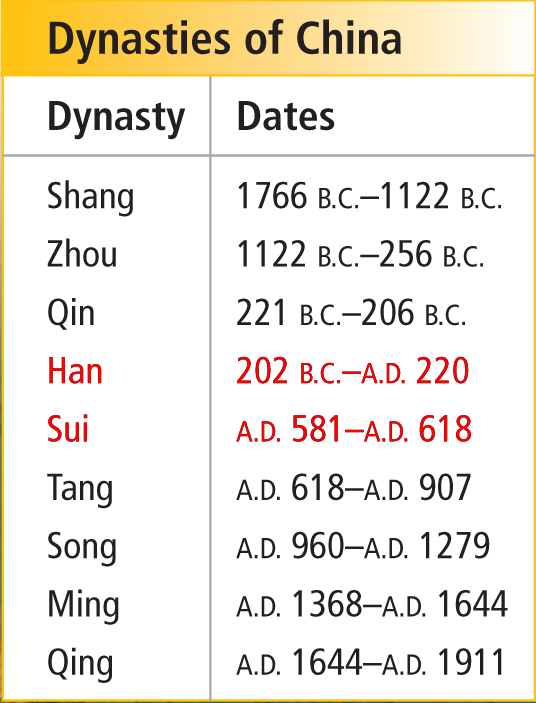 Dynasties of China
Dynasty Dates
Shang 1766 B.C.–1122 B.C.
Zhou 1122 B.C.–256 B.C.
Qin 221 B.C.–206 B.C.
Han 202 B.C.–A.D. 220
Sui A.D. 581–A.D. 618
Tang A.D. 618–A.D. 907
Song A.D. 960–A.D. 1279
Ming A.D. 1368–A.D. 1644
Qing A.D. 1644–A.D. 1911